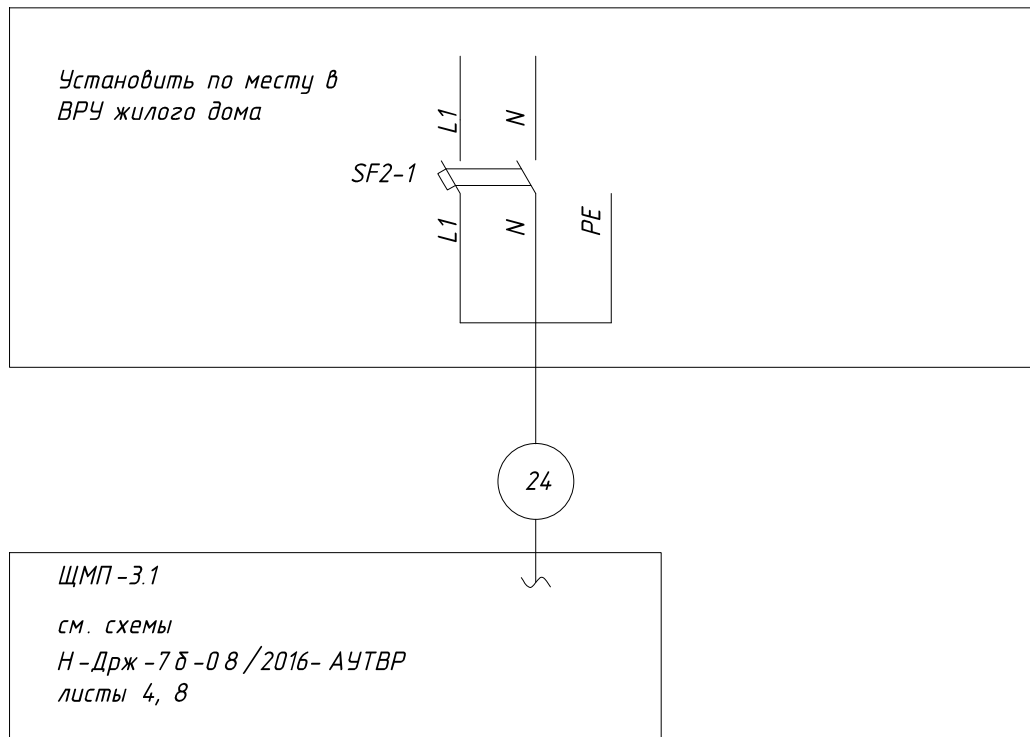 Установить по месту в
ВРУ жилого дома
L1
N
SF2-1
L1
N
PE
24
ЩМП-3.1
см. схемы
Н-Држ-7б-08/2016-АУТВР
листы 4, 8